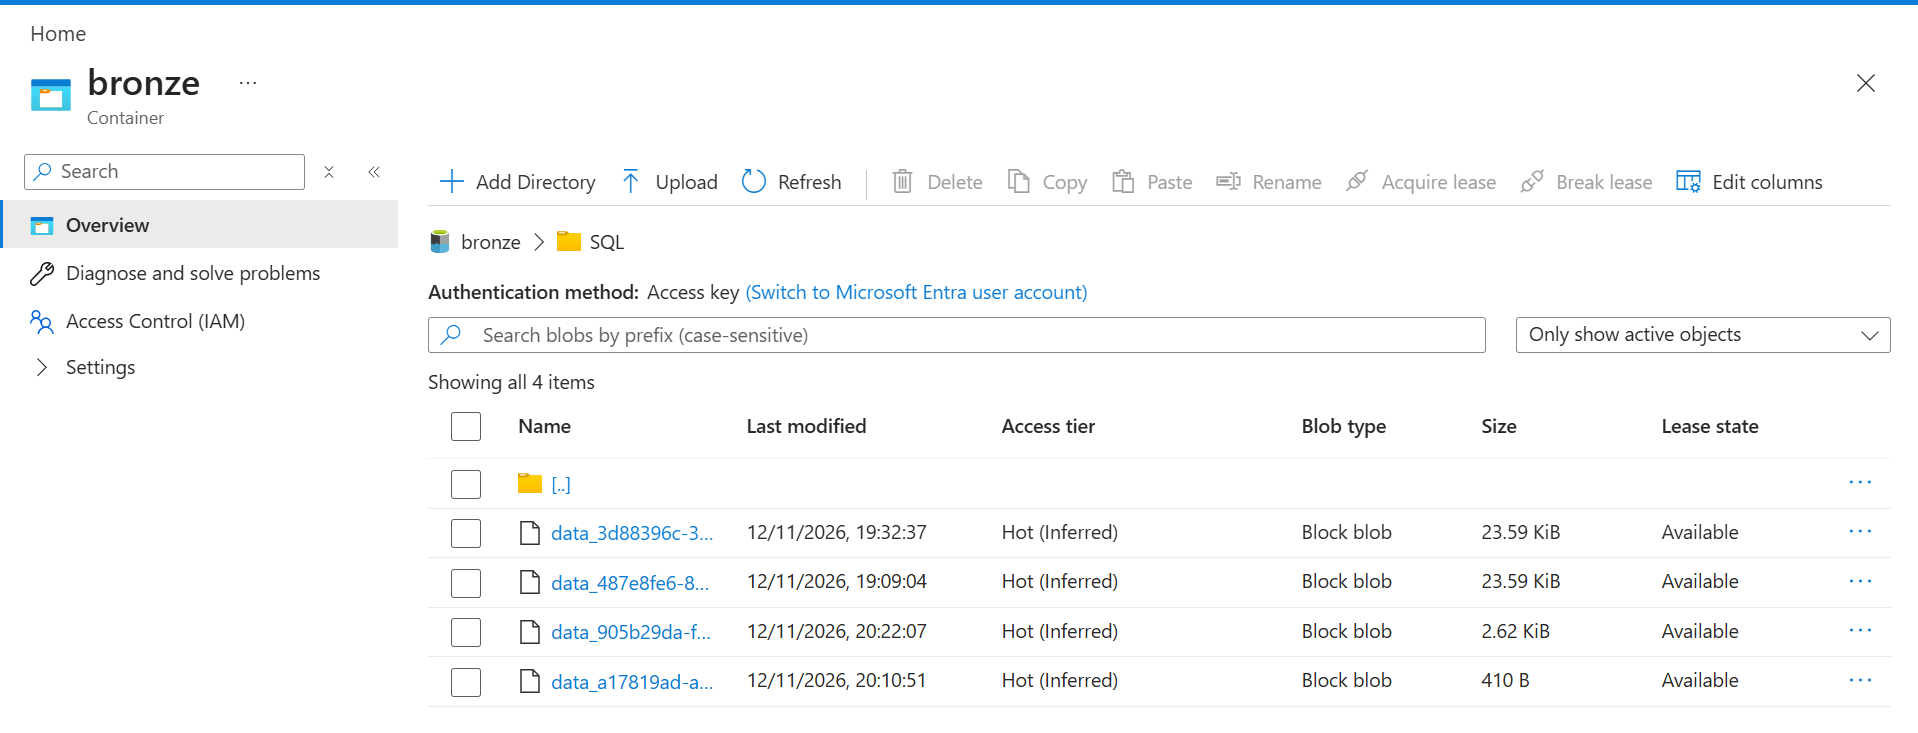 Home
bronze ...
Container
Search
Overview
Diagnose and solve problems
Access Control (IAM)
Settings
Add Directory Upload Refresh Delete Copy Paste Rename Acquire lease Break lease Edit columns
bronze > SQL
Authentication method: Access key (Switch to Microsoft Entra user account)
Search blobs by prefix (case-sensitive) Only show active objects
Showing all 4 items
Name Last modified Access tier Blob type Size Lease state
[..] ...
data_3d88396c-3... 12/11/2026, 19:32:37 Hot (Inferred) Block blob 23.59 KiB Available ...
data_487e8fe6-8... 12/11/2026, 19:09:04 Hot (Inferred) Block blob 23.59 KiB Available ...
data_905b29da-f... 12/11/2026, 20:22:07 Hot (Inferred) Block blob 2.62 KiB Available ...
data_a17819ad-a... 12/11/2026, 20:10:51 Hot (Inferred) Block blob 410 B Available ...